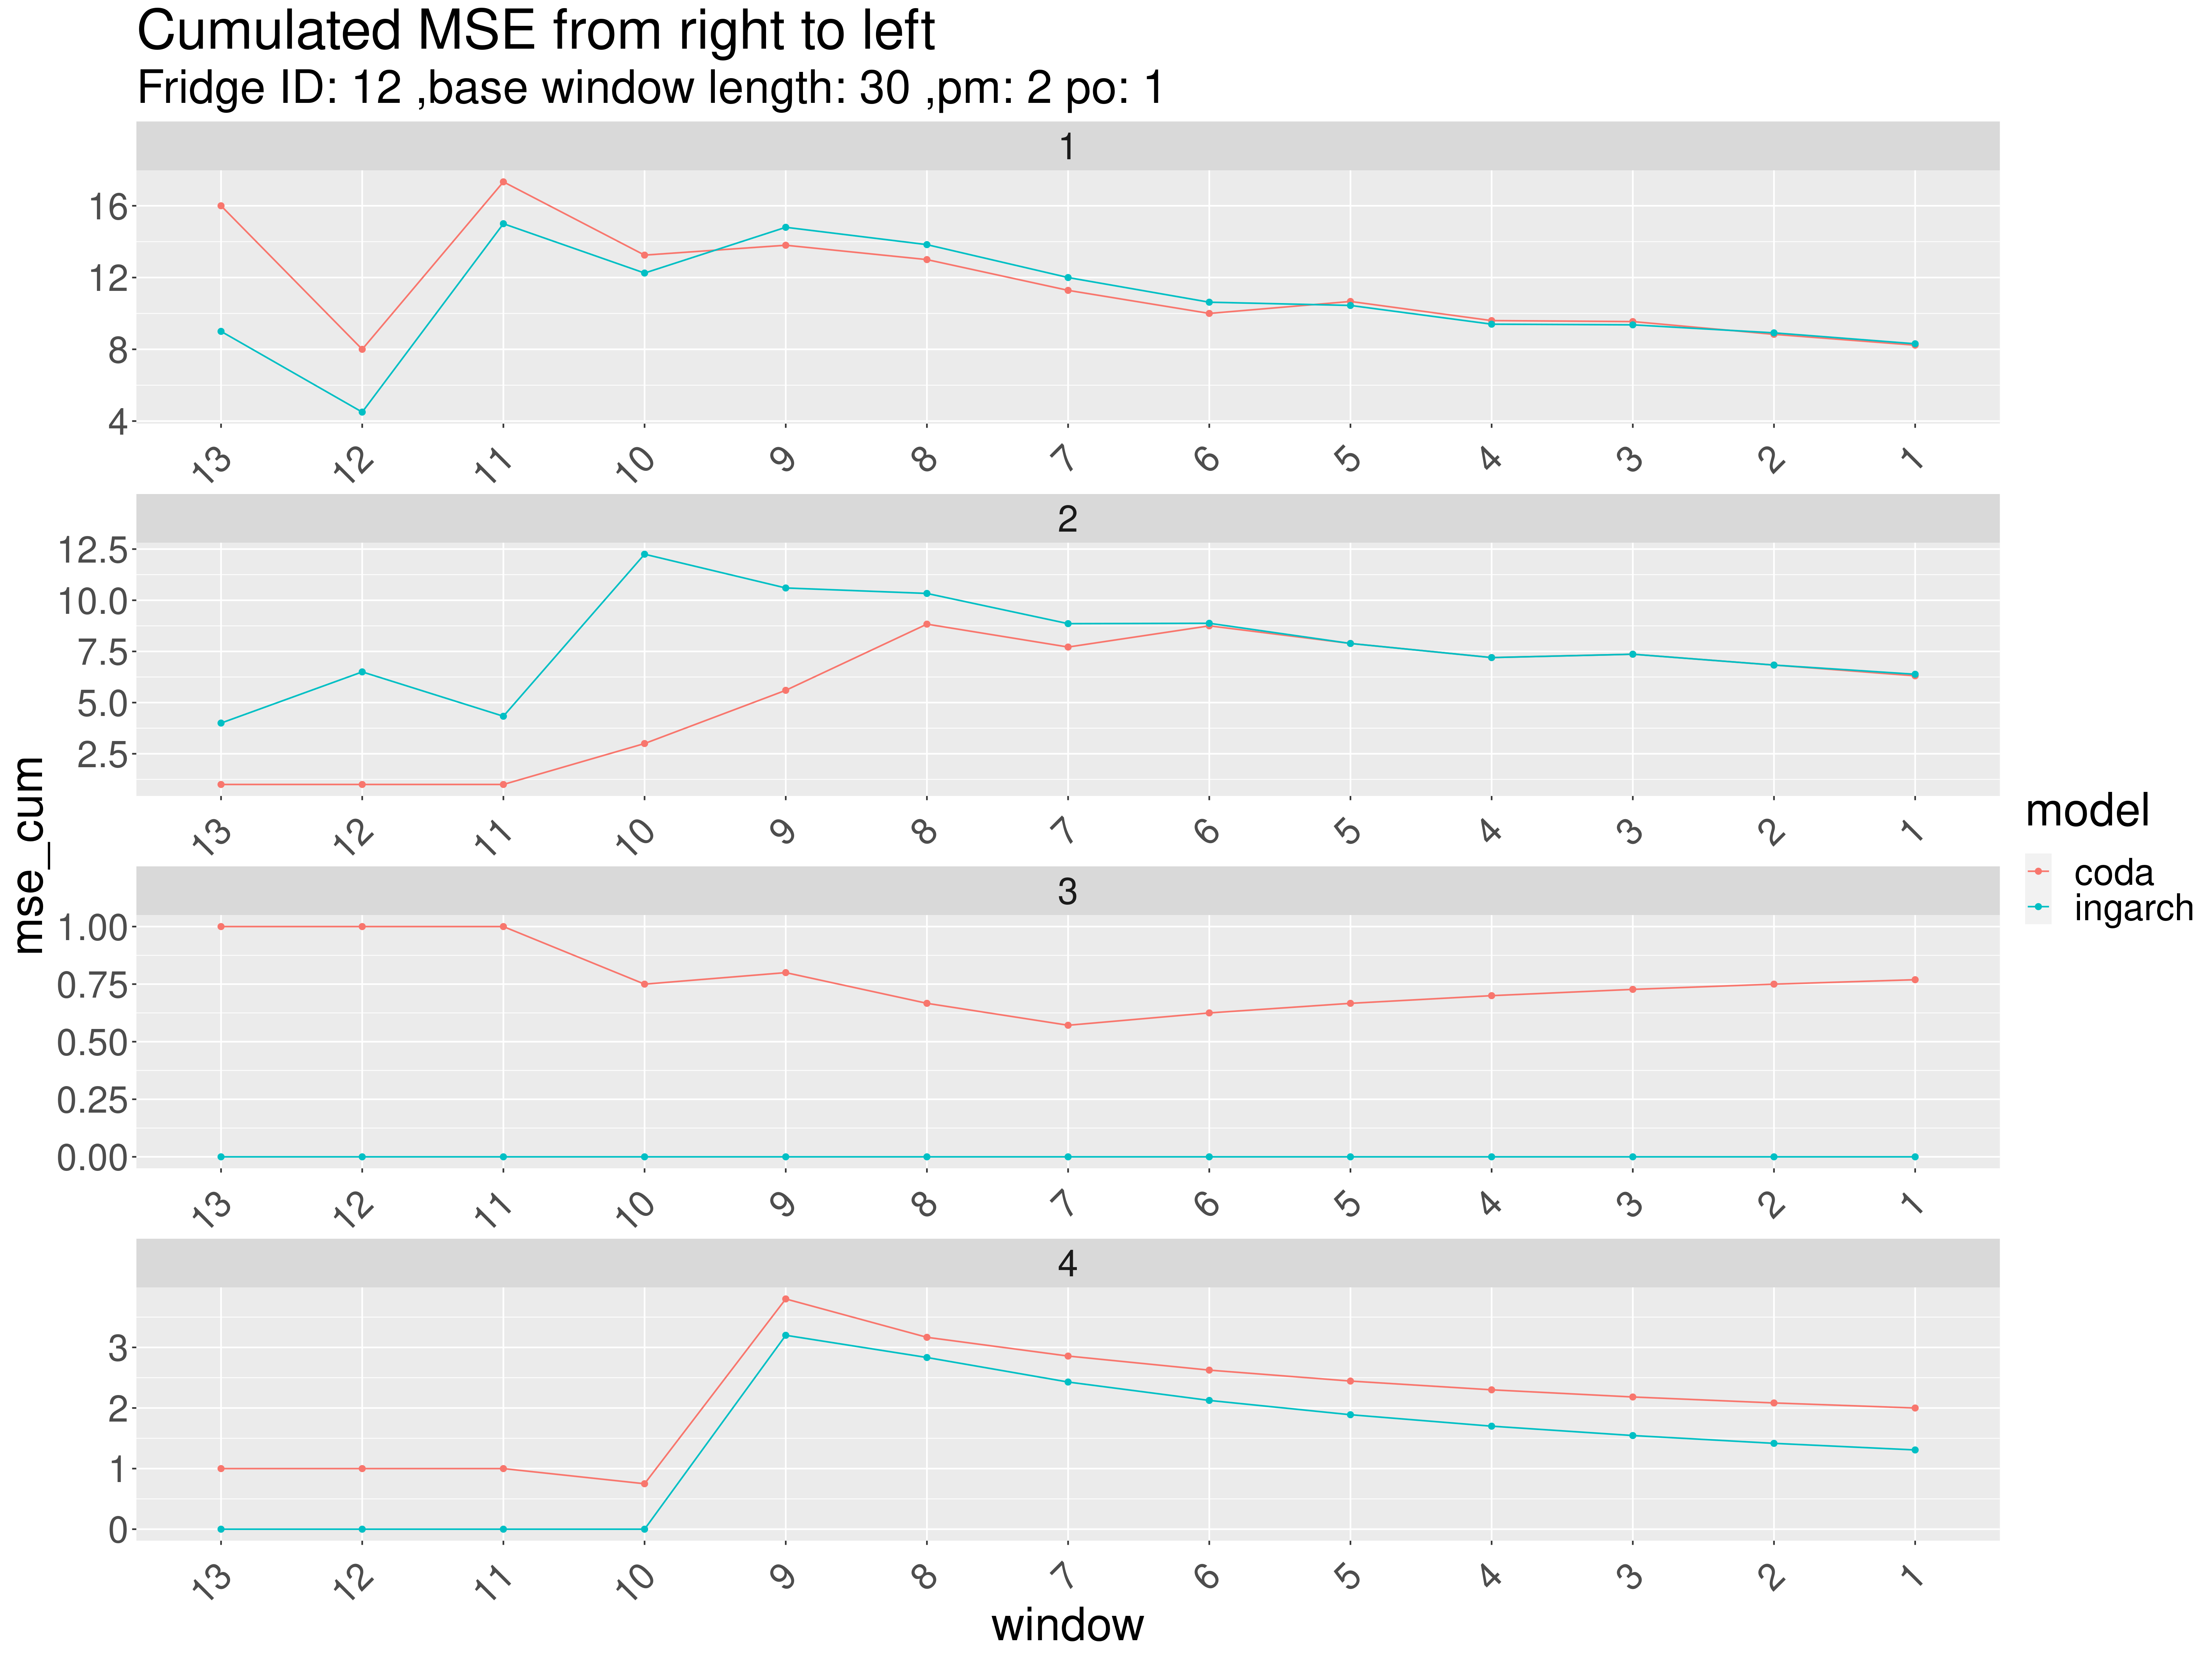 Cumulated MSE from right to left
Fridge ID: 12 ,base window length: 30 ,pm: 2 po: 1
1
16
12
8
4
13 12 11 10 9 8 7 6 5 4 3 2 1
2
12.5
10.0
7.5
5.0
2.5
13 12 11 10 9 8 7 6 5 4 3 2 1
3
1.00
0.75
0.50
0.25
0.00
13 12 11 10 9 8 7 6 5 4 3 2 1
4
3
2
1
0
13 12 11 10 9 8 7 6 5 4 3 2 1
window
mse_cum
model
coda
ingarch